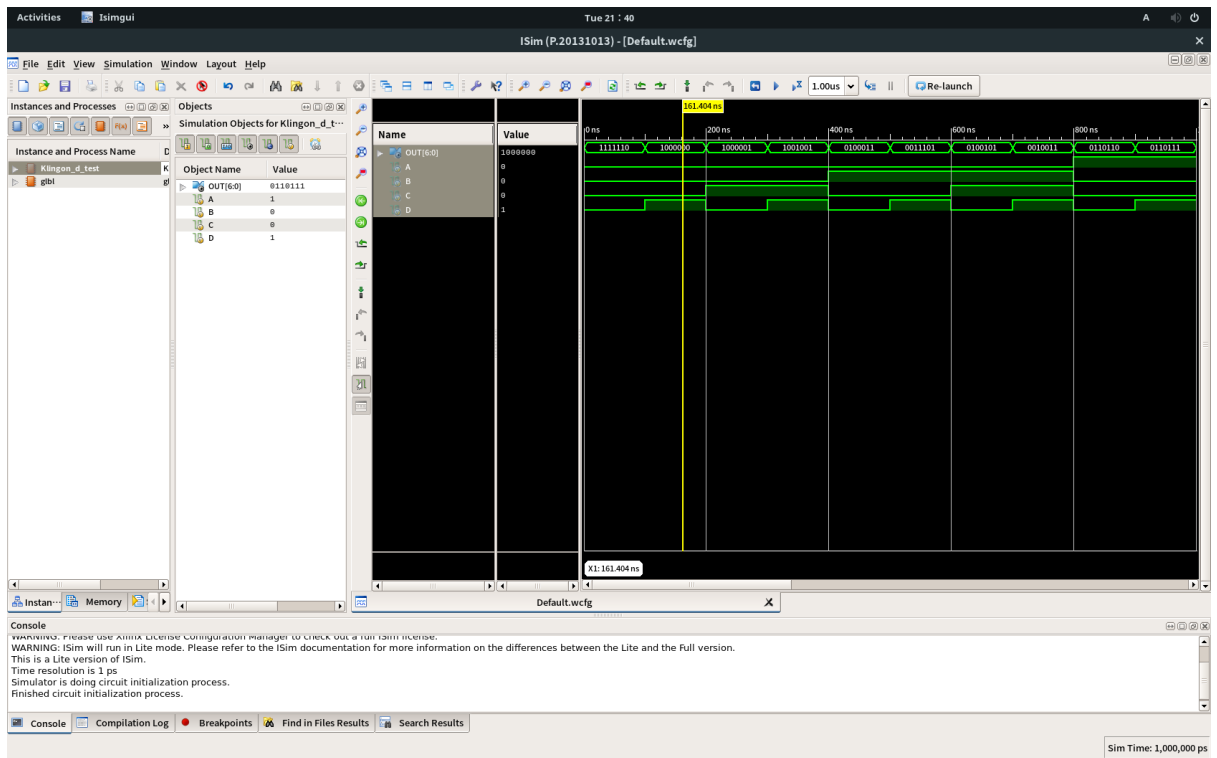 Activities Isimgui Tue 21:40 A
ISim (P.20131013) - [Default.wcfg]
File Edit View Simulation Window Layout Help
1.00us Re-launch
Instances and Processes
Instance and Process Name D
Klingon_d_test K
glbl gl
Instan··· Memory
Objects
Simulation Objects for Klingon_d_t···
Object Name Value
OUT[6:0] 0110111
A 1
B 0
C 0
D 1
Name Value
OUT[6:0] 1000000
A 0
B 0
C 0
D 1
161.404 ns
0 ns 200 ns 400 ns 600 ns 800 ns
1111110 1000000 1000001 1001001 0100011 0011101 0100101 0010011 0110110 0110111
X1: 161.404 ns
Default.wcfg
Console
WARNING: Please use Xilinx License Configuration Manager to check out a full ISim license.
WARNING: ISim will run in Lite mode. Please refer to the ISim documentation for more information on the differences between the Lite and the Full version.
This is a Lite version of ISim.
Time resolution is 1 ps
Simulator is doing circuit initialization process.
Finished circuit initialization process.
Console Compilation Log Breakpoints Find in Files Results Search Results
Sim Time: 1,000,000 ps